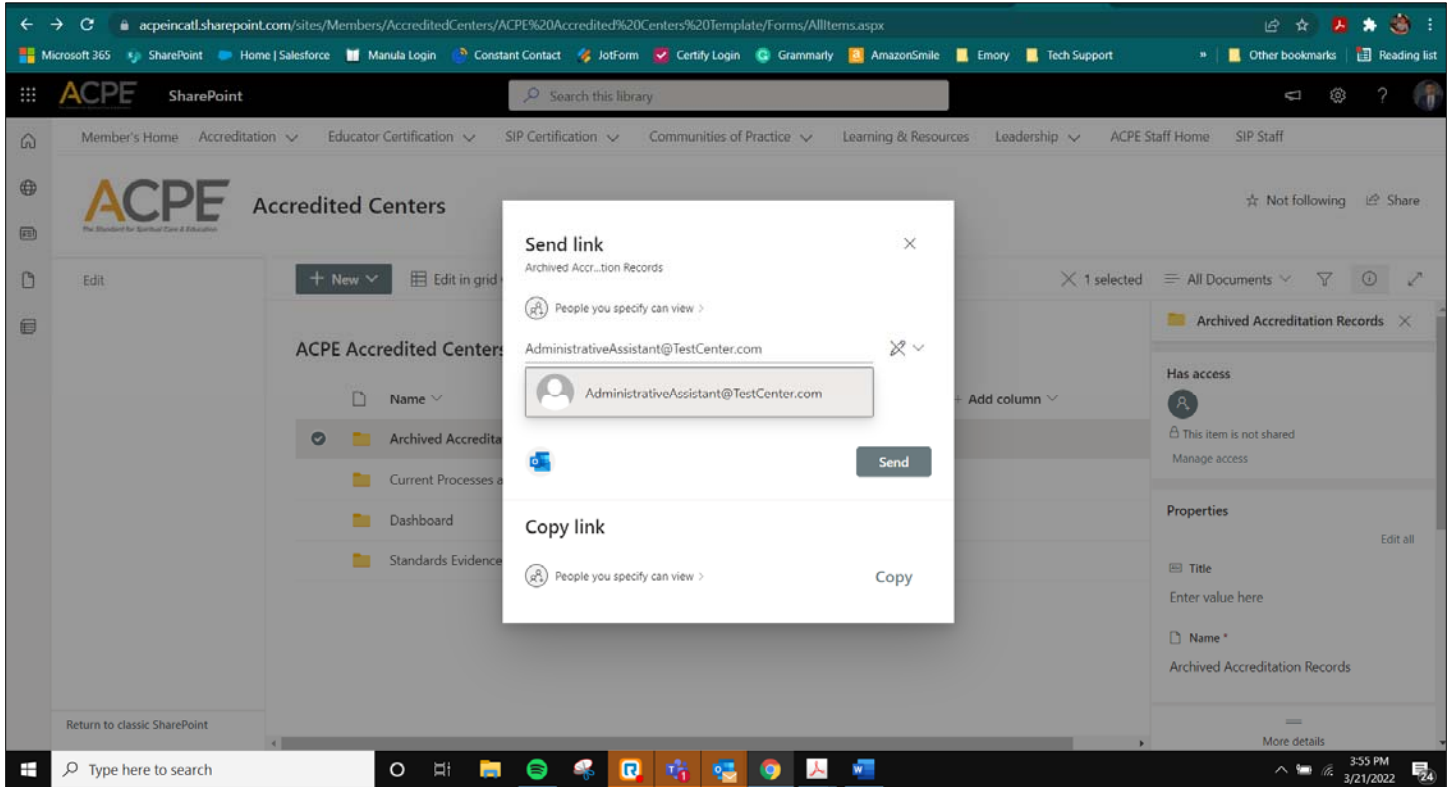 acpeincatl.sharepoint.com/sites/Members/AccreditedCenters/ACPE%20Accredited%20Centers%20Template/Forms/AllItems.aspx
Microsoft 365 SharePoint Home | Salesforce Manula Login Constant Contact JotForm Certify Login Grammarly AmazonSmile Emory Tech Support » Other bookmarks Reading list
ACPE SharePoint Search this library ?
Member's Home Accreditation Educator Certification SIP Certification Communities of Practice Learning & Resources Leadership ACPE Staff Home SIP Staff
ACPE Accredited Centers Not following Share
The Standard for Spiritual Care & Education
Send link
Archived Accr...tion Records
Edit + New Edit in grid 1 selected All Documents
People you specify can view >
Archived Accreditation Records
ACPE Accredited Centers
AdministrativeAssistant@TestCenter.com
Has access
Name AdministrativeAssistant@TestCenter.com + Add column
This item is not shared
Archived Accredita
Manage access
Send
Current Processes a
Properties
Dashboard
Copy link
Edit all
Standards Evidence
Title
People you specify can view > Copy
Enter value here
Name *
Archived Accreditation Records
Return to classic SharePoint
More details
Type here to search
3:55 PM
3/21/2022
24